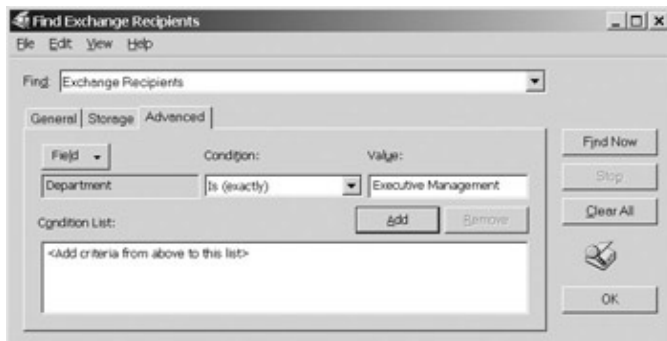 Find Exchange Recipients
File Edit View Help
Find: Exchange Recipients
General Storage Advanced
Field Condition: Value:
Find Now
Department Is (exactly) Executive Management
Stop
Condition List: Add Remove
Clear All
<Add criteria from above to this list>
OK